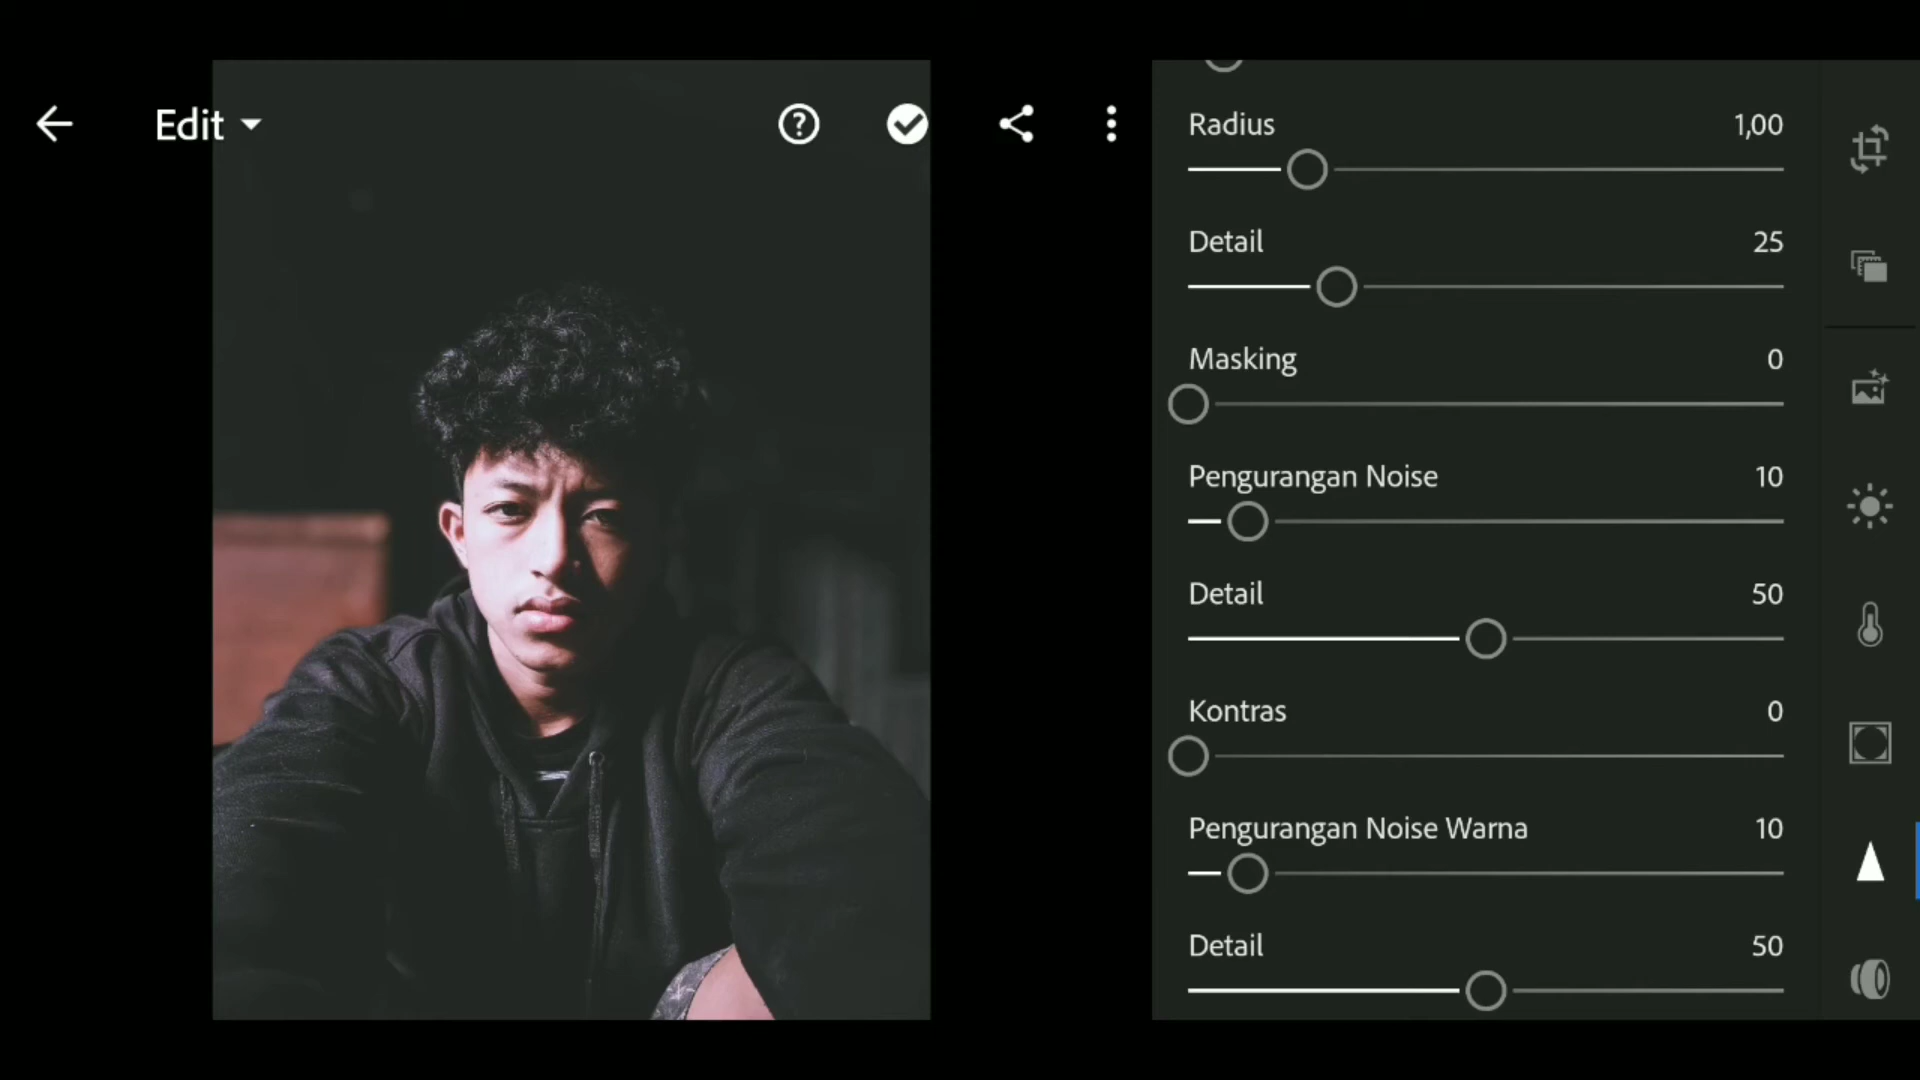 Edit
Radius 1,00
Detail 25
Masking 0
Pengurangan Noise 10
Detail 50
Kontras 0
Pengurangan Noise Warna 10
Detail 50